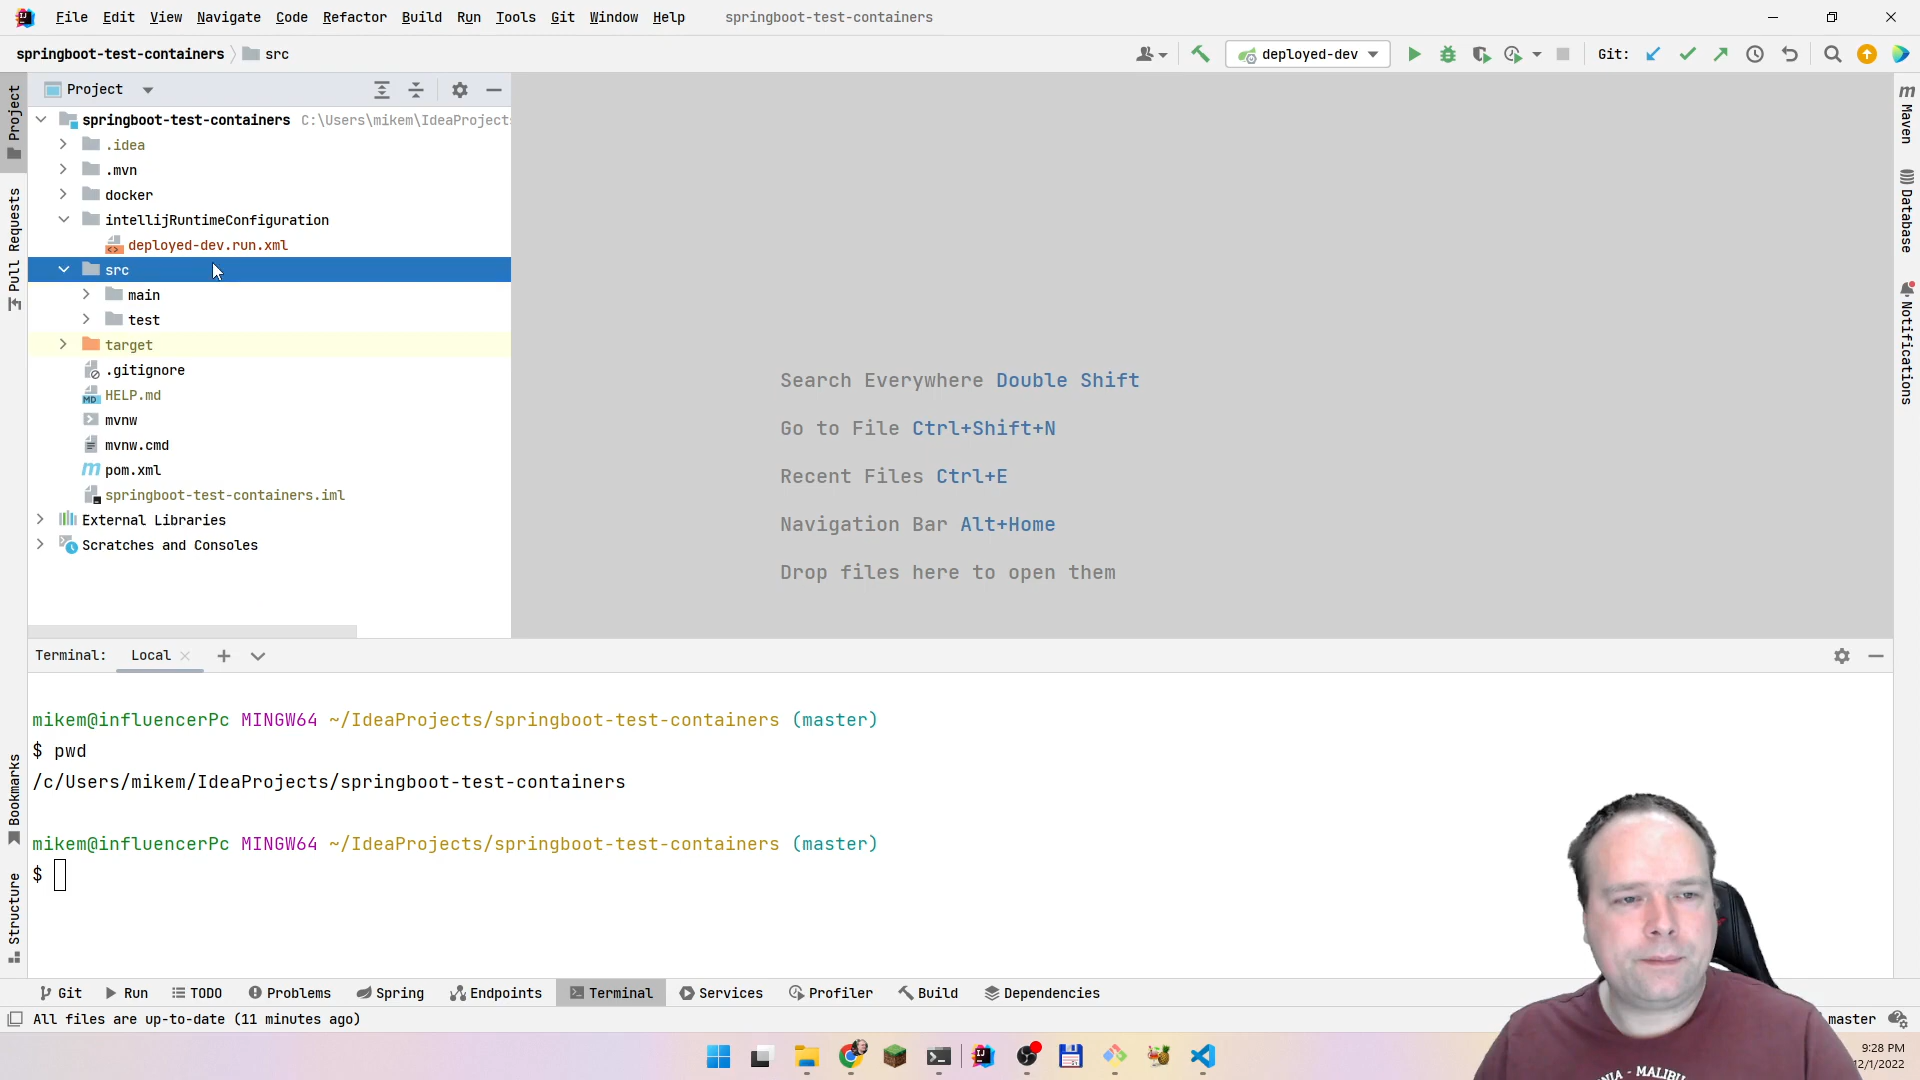 File Edit View Navigate Code Refactor Build Run Tools Git Window Help springboot-test-containers
springboot-test-containers src
deployed-dev
Git:
Project
springboot-test-containers C:\Users\mikem\IdeaProject
.idea
.mvn
docker
intellijRuntimeConfiguration
deployed-dev.run.xml
src
main
test
target
.gitignore
HELP.md
mvnw
mvnw.cmd
pom.xml
springboot-test-containers.iml
External Libraries
Scratches and Consoles
Project
Pull Requests
Bookmarks
Structure
Search Everywhere Double Shift
Go to File Ctrl+Shift+N
Recent Files Ctrl+E
Navigation Bar Alt+Home
Drop files here to open them
Maven
Database
Notifications
Terminal: Local
mikem@influencerPc MINGW64 ~/IdeaProjects/springboot-test-containers (master)
$ pwd
/c/Users/mikem/IdeaProjects/springboot-test-containers
mikem@influencerPc MINGW64 ~/IdeaProjects/springboot-test-containers (master)
$
Git Run TODO Problems Spring Endpoints Terminal Services Profiler Build Dependencies
All files are up-to-date (11 minutes ago)
master
9:28 PM
12/1/2022
MALIBU